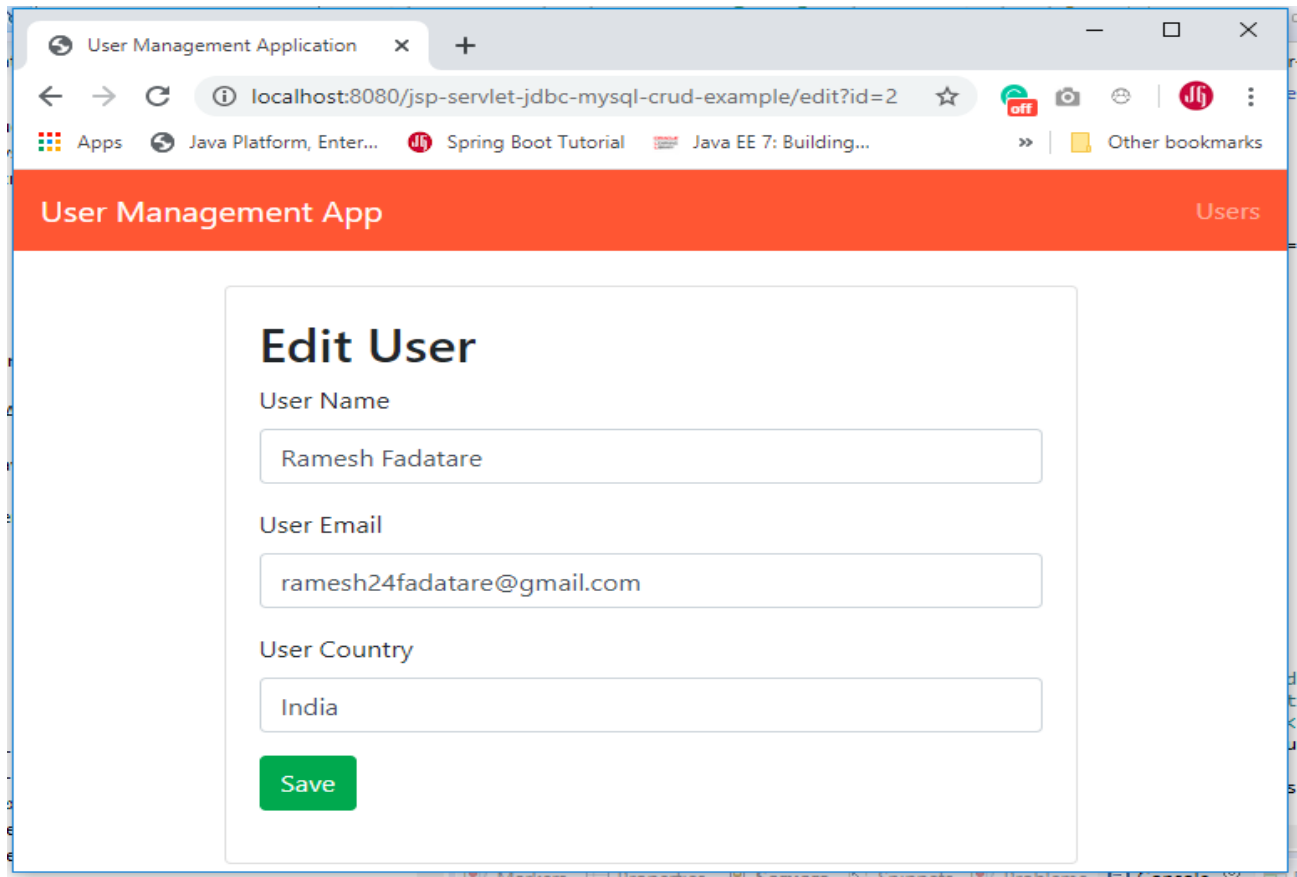 User Management Application
localhost:8080/jsp-servlet-jdbc-mysql-crud-example/edit?id=2
off
Apps Java Platform, Enter... Spring Boot Tutorial Java EE 7: Building... » Other bookmarks
User Management App Users
Edit User
User Name
Ramesh Fadatare
User Email
ramesh24fadatare@gmail.com
User Country
India
Save